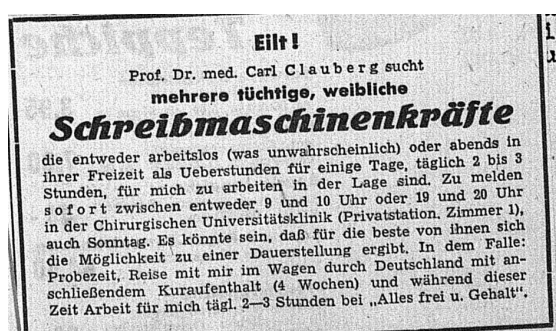 Eilt!
Prof. Dr. med. Carl Clauberg sucht
mehrere tüchtige, weibliche
Schreibmaschinenkräfte
die entweder arbeitslos (was unwahrscheinlich) oder abends in
ihrer Freizeit als Ueberstunden für einige Tage, täglich 2 bis 3
Stunden, für mich zu arbeiten in der Lage sind. Zu melden
sofort zwischen entweder 9 und 10 Uhr oder 19 und 20 Uhr
in der Chirurgischen Universitätsklinik (Privatstation, Zimmer 1),
auch Sonntag. Es könnte sein, daß für die beste von ihnen sich
die Möglichkeit zu einer Dauerstellung ergibt. In dem Falle:
Probezeit, Reise mit mir im Wagen durch Deutschland mit an-
schließendem Kuraufenthalt (4 Wochen) und während dieser
Zeit Arbeit für mich tägl. 2—3 Stunden bei „Alles frei u. Gehalt".